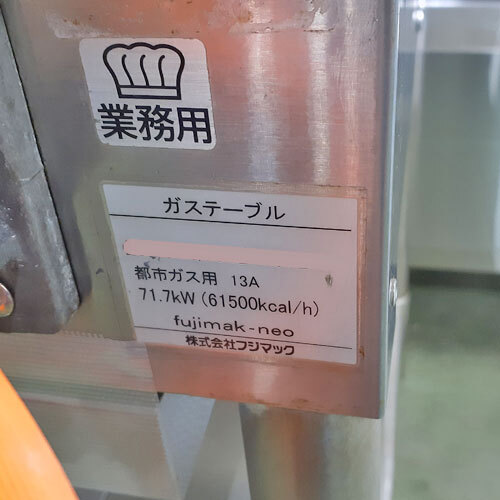 業務用
ガステーブル
都市ガス用 13A
71.7kW (61500kcal/h)
fujimak-neo
株式会社フジマック